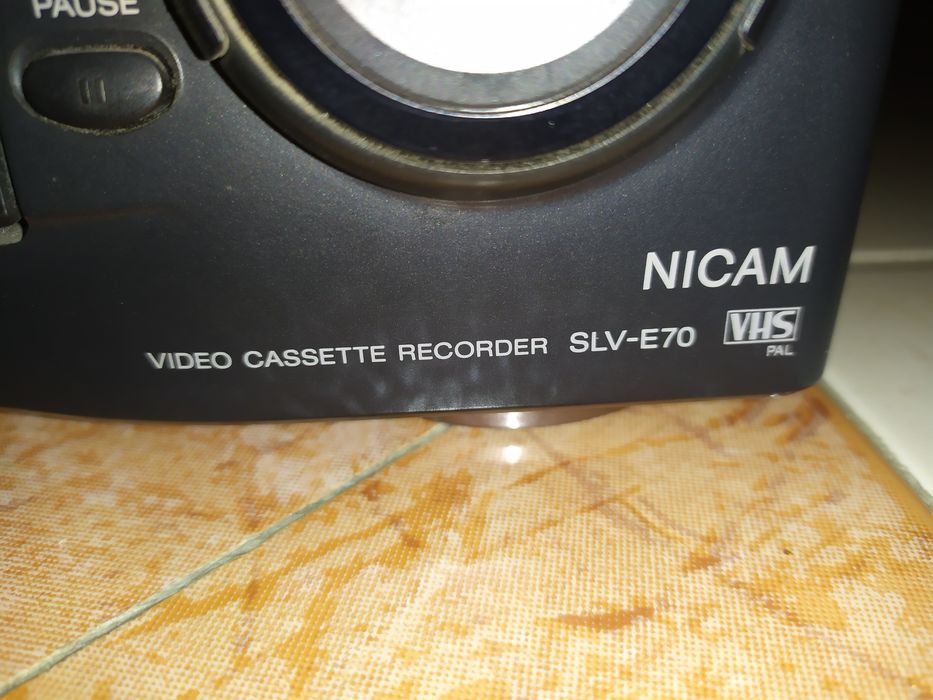 PAUSE
NICAM
VIDEO CASSETTE RECORDER SLV-E70 VHS
PAL